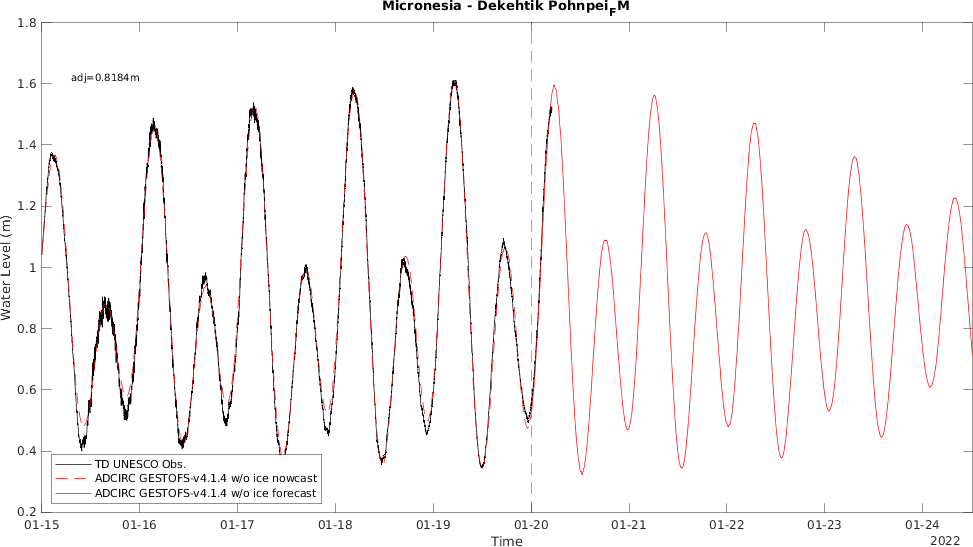 Micronesia - Dekehtik Pohnpei_FM
adj=0.8184m
Water Level (m)
1.8
1.6
1.4
1.2
1
0.8
0.6
0.4
0.2
TD UNESCO Obs.
ADCIRC GESTOFS-v4.1.4 w/o ice nowcast
ADCIRC GESTOFS-v4.1.4 w/o ice forecast
01-15 01-16 01-17 01-18 01-19 01-20 01-21 01-22 01-23 01-24
Time
2022